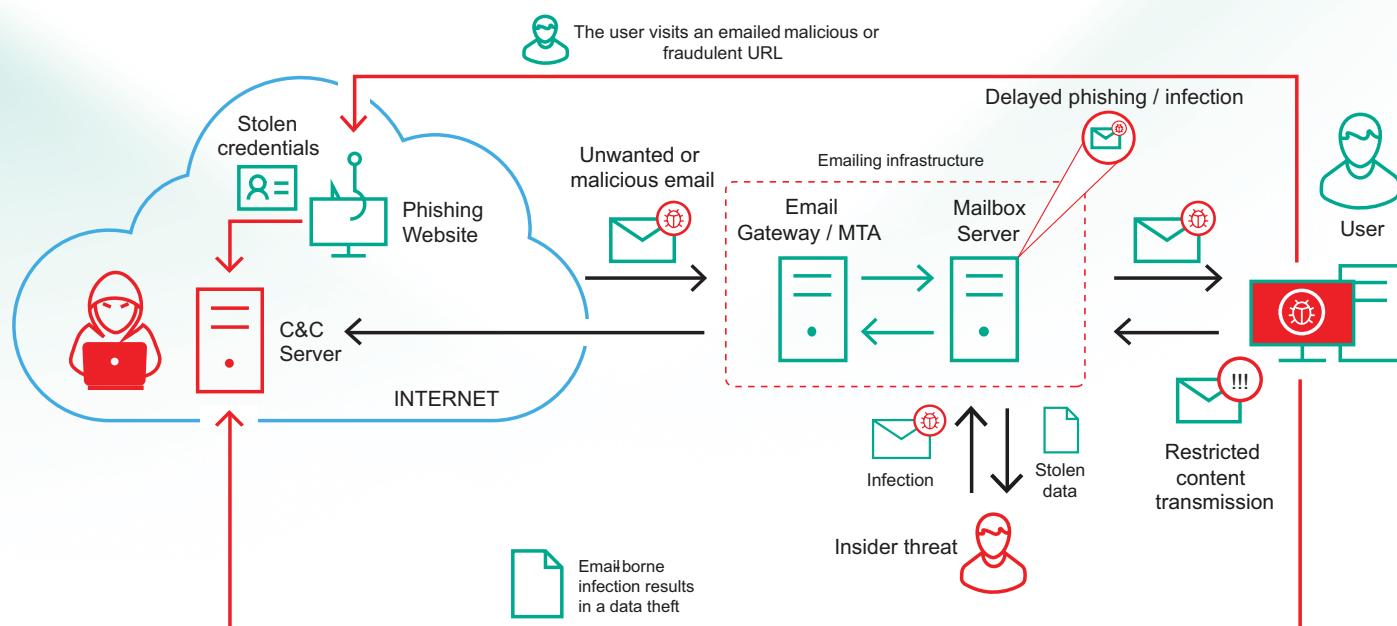 The user visits an emailed malicious or
fraudulent URL
Delayed phishing / infection
Stolen
credentials
Unwanted or
malicious email
Emailing infrastructure
Phishing
Website
Email
Gateway / MTA
Mailbox
Server
User
C&C
Server
INTERNET
!!!
Infection
Stolen
data
Restricted
content
transmission
Insider threat
Email-borne
infection results
in a data theft